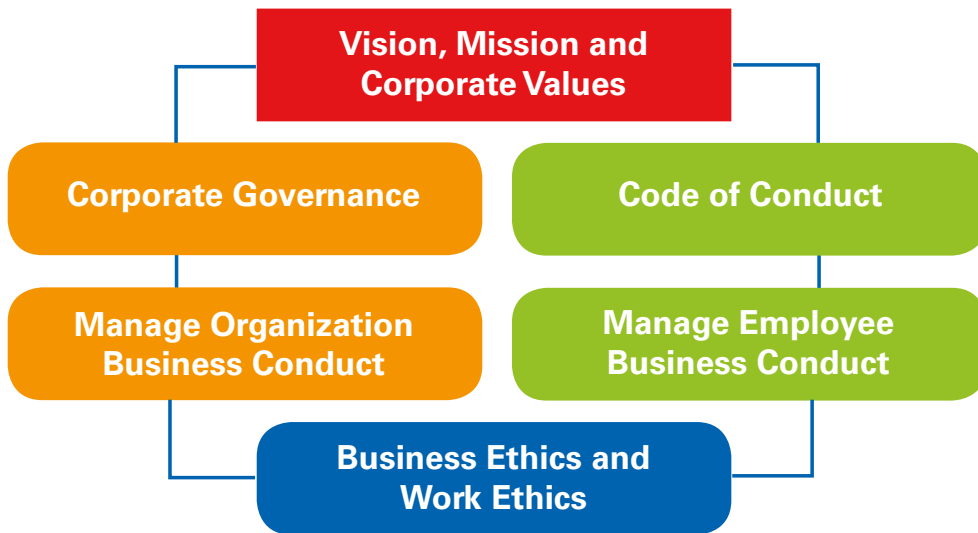 Vision, Mission and
Corporate Values
Corporate Governance
Code of Conduct
Manage Organization
Business Conduct
Manage Employee
Business Conduct
Business Ethics and
Work Ethics